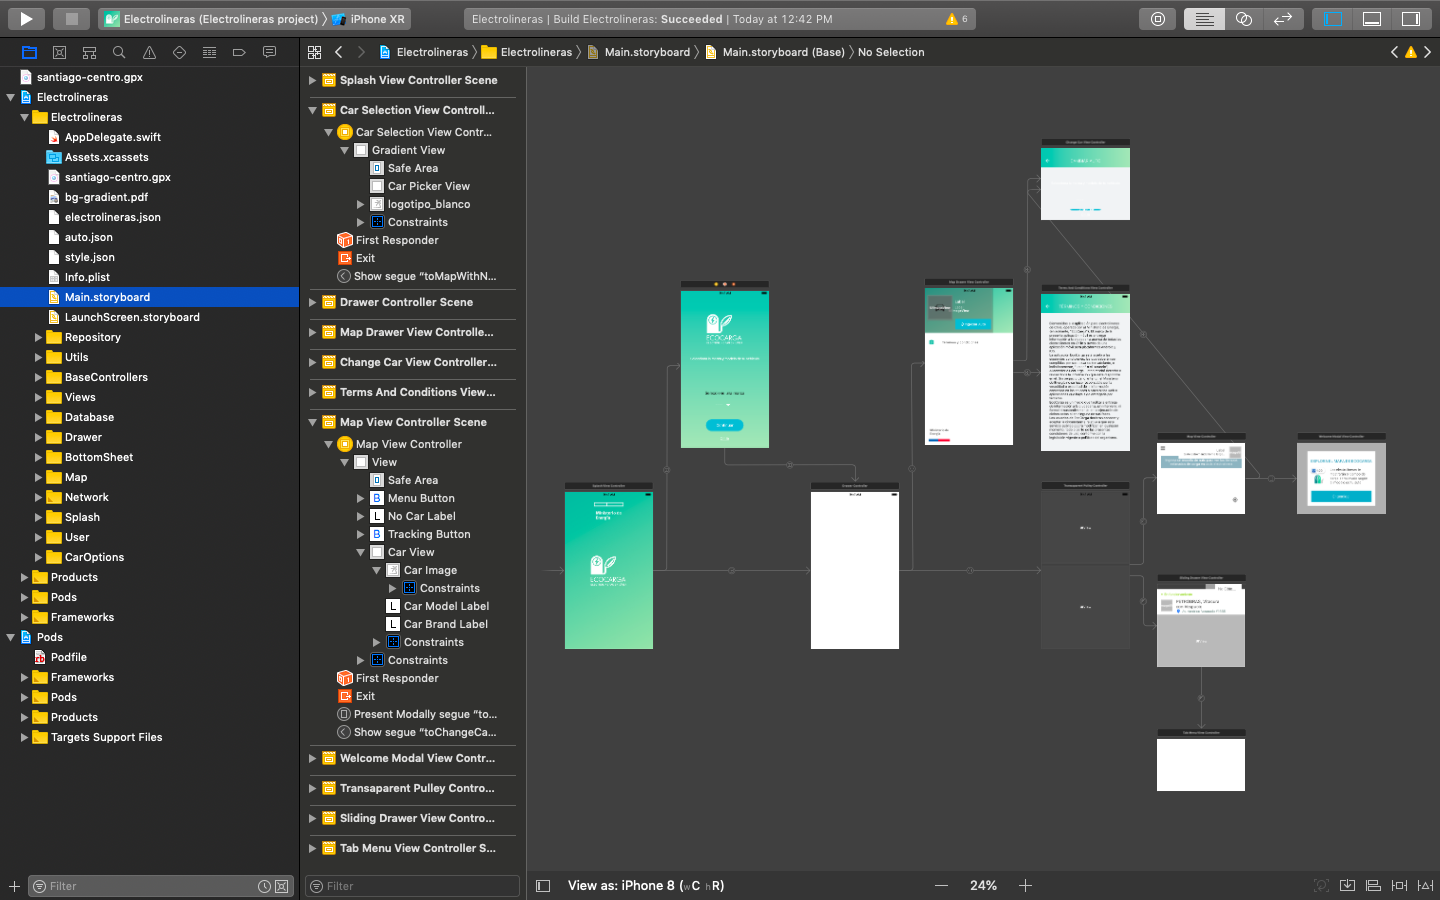 Electrolineras (Electrolineras project) iPhone XR
Electrolineras | Build Electrolineras: Succeeded | Today at 12:42 PM
6
Electrolineras Electrolineras Main.storyboard Main.storyboard (Base) No Selection
santiago-centro.gpx
Electrolineras
Electrolineras
AppDelegate.swift
Assets.xcassets
santiago-centro.gpx
bg-gradient.pdf
electrolineras.json
auto.json
style.json
Info.plist
Main.storyboard
LaunchScreen.storyboard
Repository
Utils
BaseControllers
Views
Database
Drawer
BottomSheet
Map
Network
Splash
User
CarOptions
Products
Pods
Frameworks
Pods
Podfile
Frameworks
Pods
Products
Targets Support Files
Filter
Splash View Controller Scene
Car Selection View Controll...
Car Selection View Contr...
Gradient View
Safe Area
Car Picker View
logotipo_blanco
Constraints
First Responder
Exit
Show segue “toMapWithN...
Drawer Controller Scene
Map Drawer View Controlle...
Change Car View Controller...
Terms And Conditions View...
Map View Controller Scene
Map View Controller
View
Safe Area
B Menu Button
L No Car Label
B Tracking Button
Car View
Car Image
Constraints
L Car Model Label
L Car Brand Label
Constraints
Constraints
First Responder
Exit
Present Modally segue “to...
Show segue “toChangeCa...
Welcome Modal View Contr...
Transaparent Pulley Contro...
Sliding Drawer View Contro...
Tab Menu View Controller S...
Filter
ECOCARGA
ECOCARGA
View as: iPhone 8 (wC hR)
24%